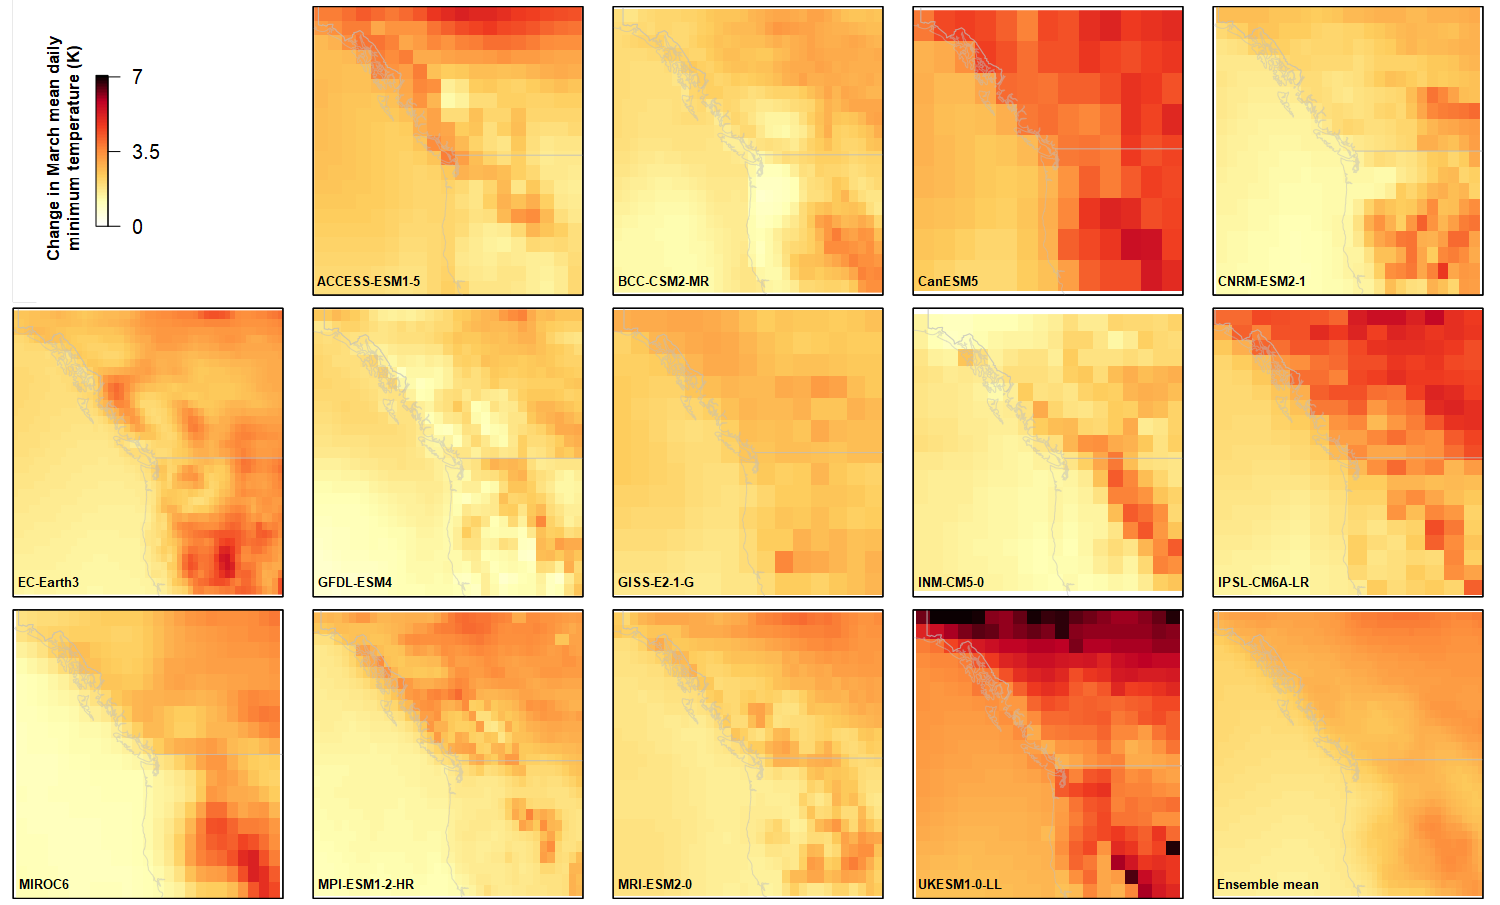 Change in March mean daily
minimum temperature (K)
7
3.5
0
ACCESS-ESM1-5
BCC-CSM2-MR
CanESM5
CNRM-ESM2-1
EC-Earth3
GFDL-ESM4
GISS-E2-1-G
INM-CM5-0
IPSL-CM6A-LR
MIROC6
MPI-ESM1-2-HR
MRI-ESM2-0
UKESM1-0-LL
Ensemble mean